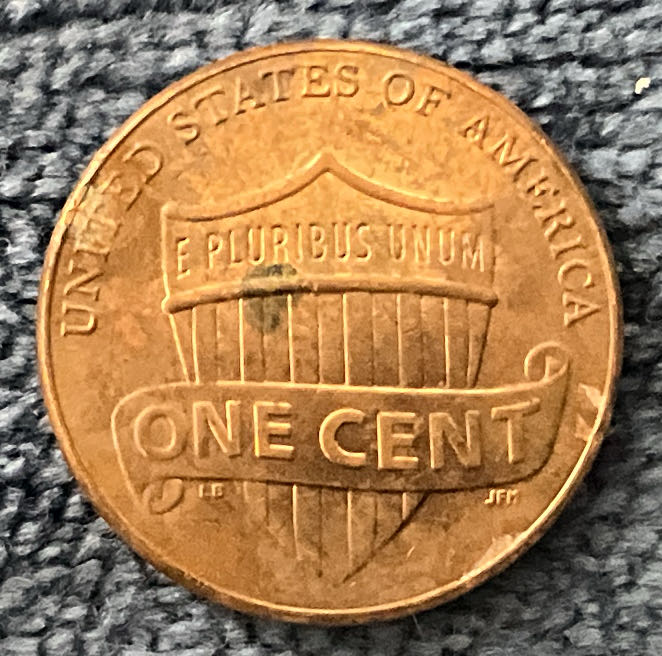 UNITED STATES OF AMERICA
E PLURIBUS UNUM
ONE CENT
LB
JFM